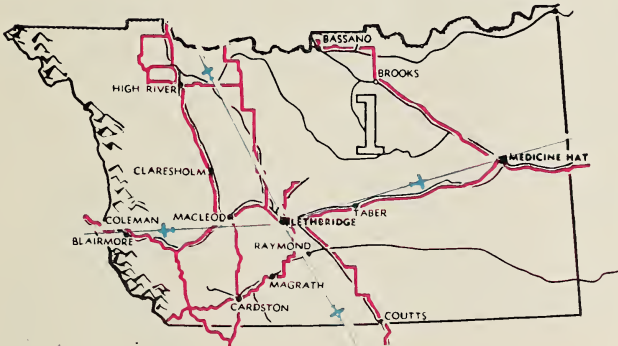 BASSANO
BROOKS
HIGH RIVER
1
MEDICINE HAT
CLARESHOLM
TABER
COLEMAN
MACLEOD
LETHBRIDGE
BLAIRMORE
RAYMOND
MAGRATH
CARDSTON
COUTTS